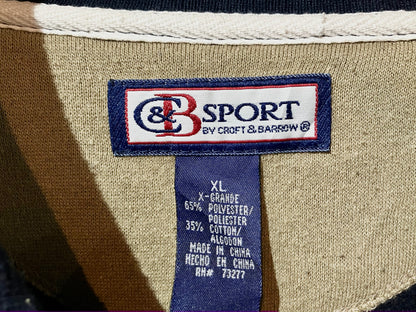 C&B SPORT
BY CROFT & BARROW®
XL
X-GRANDE
65% POLYESTER/
POLIESTER
35% COTTON/
ALGODON
MADE IN CHINA
HECHO EN CHINA
RN# 73277